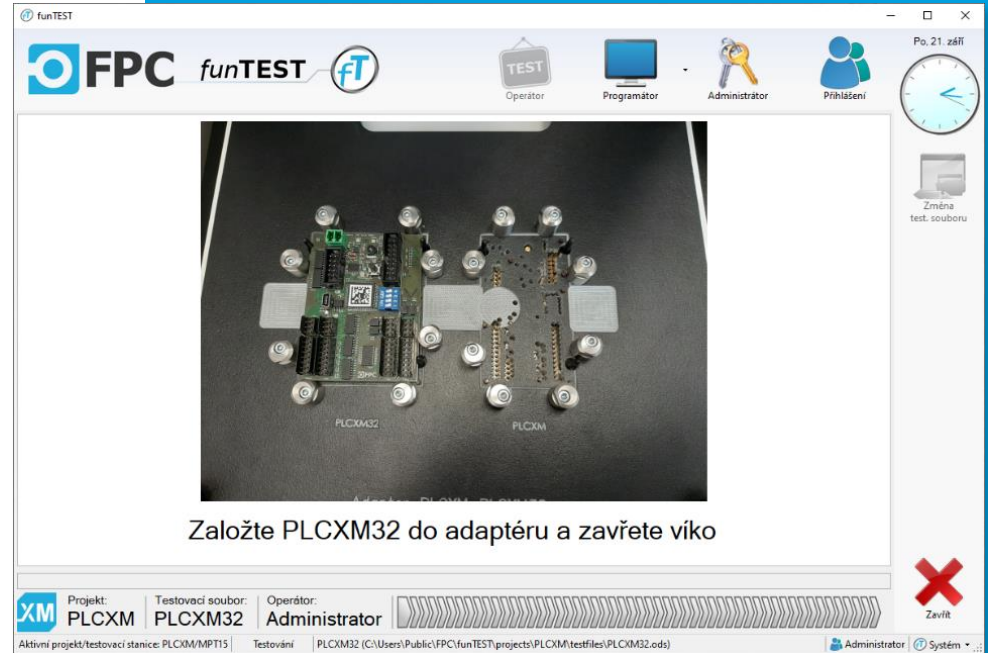 funTEST
FPC funTEST fT
TEST
Operátor
Programátor
Administrátor
Přihlášení
Po, 21. září
Změna
test. souboru
PLCXM32
PLCXM
Založte PLCXM32 do adaptéru a zavřete víko
XM
Projekt:
PLCXM
Testovací soubor:
PLCXM32
Operátor:
Administrator
Zavřít
Aktivní projekt/testovací stanice: PLCXM/MPT15
Testování
PLCXM32 (C:\Users\Public\FPC\funTEST\projects\PLCXM\testfiles\PLCXM32.ods)
Administrator
Systém